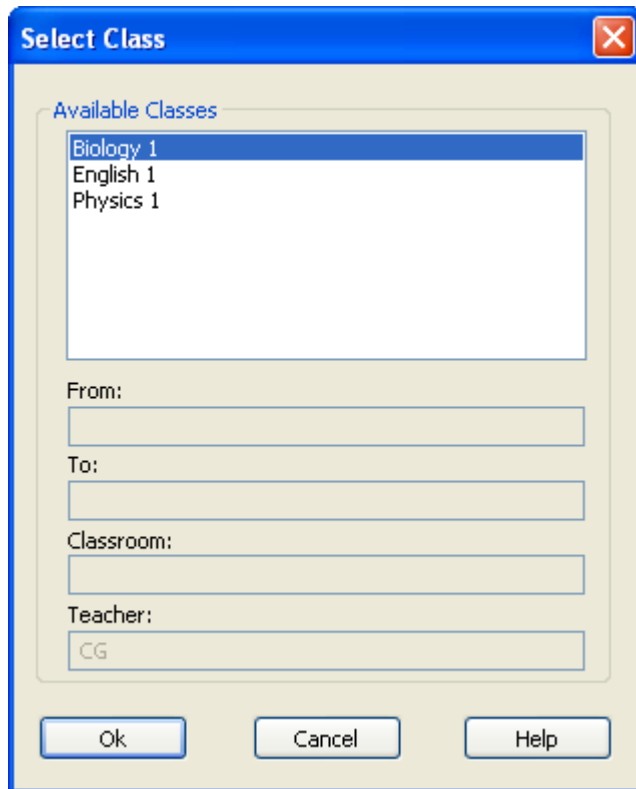 Select Class
Available Classes
Biology 1
English 1
Physics 1
From:
To:
Classroom:
Teacher:
CG
Ok
Cancel
Help